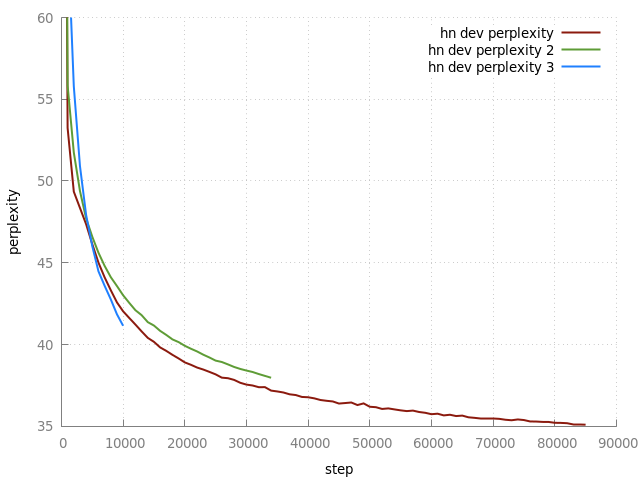 60
55
50
45
40
35
perplexity
hn dev perplexity
hn dev perplexity 2
hn dev perplexity 3
0 10000 20000 30000 40000 50000 60000 70000 80000 90000
step